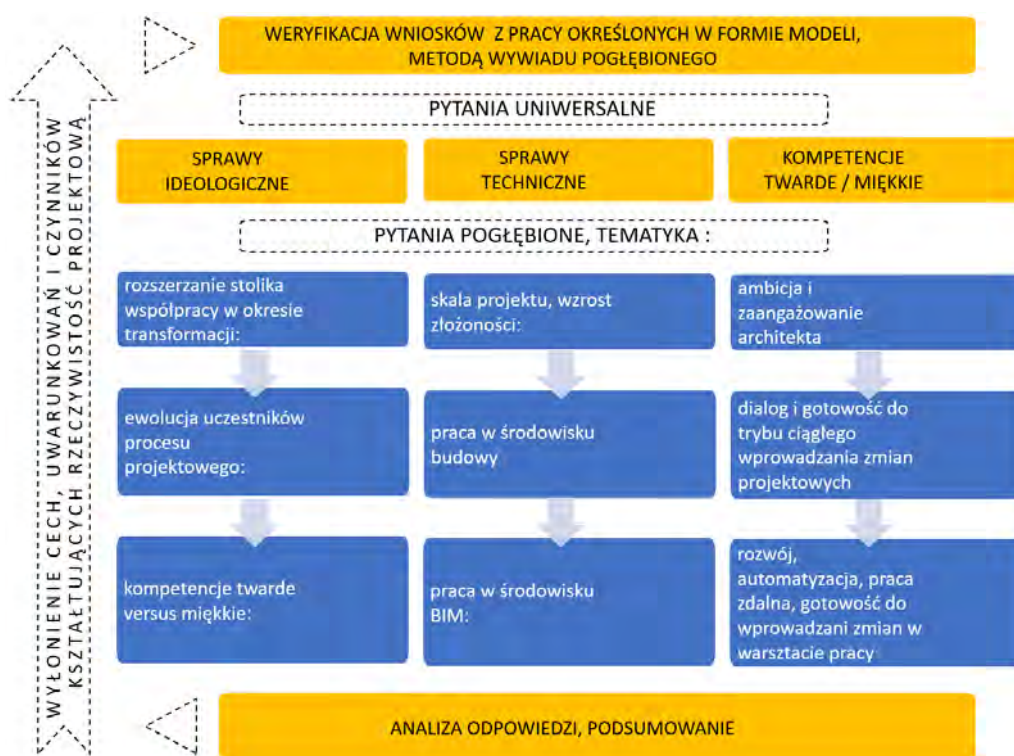 WERYFIKACJA WNIOSKÓW Z PRACY OKREŚLONYCH W FORMIE MODELI,
METODĄ WYWIADU POGŁĘBIONEGO
PYTANIA UNIWERSALNE
SPRAWY
IDEOLOGICZNE
SPRAWY
TECHNICZNE
KOMPETENCJE
TWARDE / MIĘKKIE
PYTANIA POGŁĘBIONE, TEMATYKA :
rozszerzanie stolika
współpracy w okresie
transformacji:
skala projektu, wzrost
złożoności:
ambicja i
zaangażowanie
architekta
ewolucja uczestników
procesu
projektowego:
praca w środowisku
budowy
dialog i gotowość do
trybu ciągłego
wprowadzania zmian
projektowych
kompetencje twarde
versus miękkie:
praca w środowisku
BIM:
rozwój,
automatyzacja, praca
zdalna, gotowość do
wprowadzani zmian w
warsztacie pracy
ANALIZA ODPOWIEDZI, PODSUMOWANIE
WYŁONIENIE CECH, UWARUNKOWAŃ I CZYNNIKÓW
KSZTAŁTUJĄCYCH RZECZYWISTOŚĆ PROJEKTOWĄ